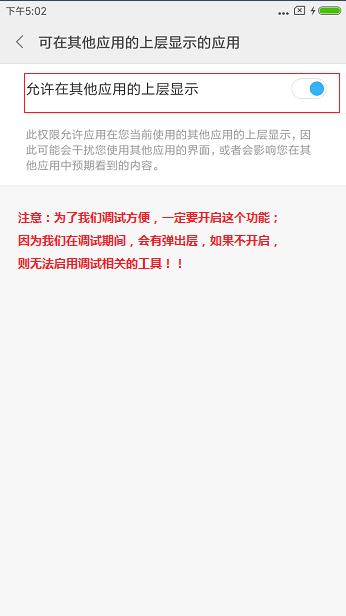 下午5:02
可在其他应用的上层显示的应用
允许在其他应用的上层显示
此权限允许应用在您当前使用的其他应用的上层显示，因
此可能会干扰您使用其他应用的界面，或者会影响您在其
他应用中预期看到的内容。
注意：为了我们调试方便，一定要开启这个功能；
因为我们在调试期间，会有弹出层，如果不开启，
则无法启用调试相关的工具！！